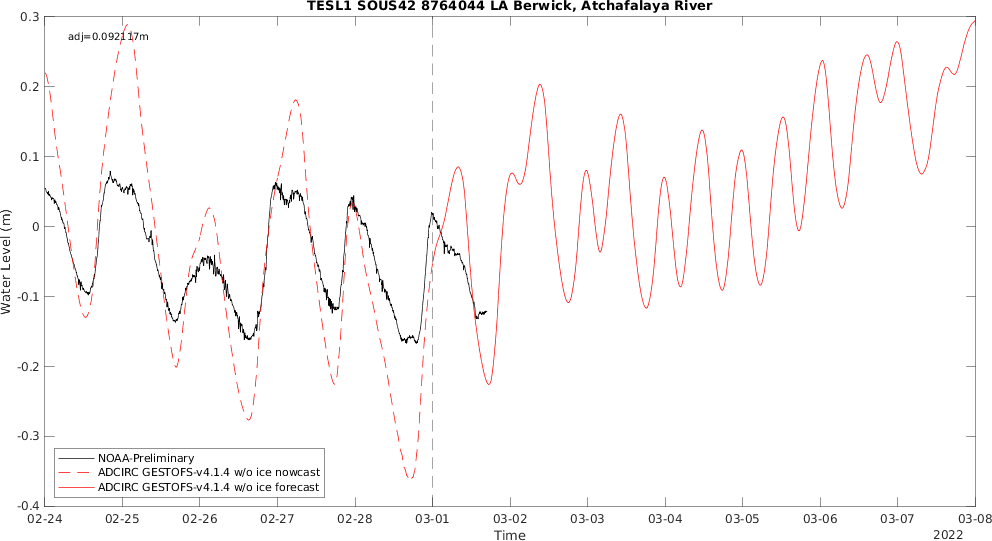 TESL1 SOUS42 8764044 LA Berwick, Atchafalaya River
adj=0.092117m
0.3
0.2
0.1
0
-0.1
-0.2
-0.3
-0.4
Water Level (m)
NOAA-Preliminary
ADCIRC GESTOFS-v4.1.4 w/o ice nowcast
ADCIRC GESTOFS-v4.1.4 w/o ice forecast
02-24 02-25 02-26 02-27 02-28 03-01 03-02 03-03 03-04 03-05 03-06 03-07 03-08
Time
2022